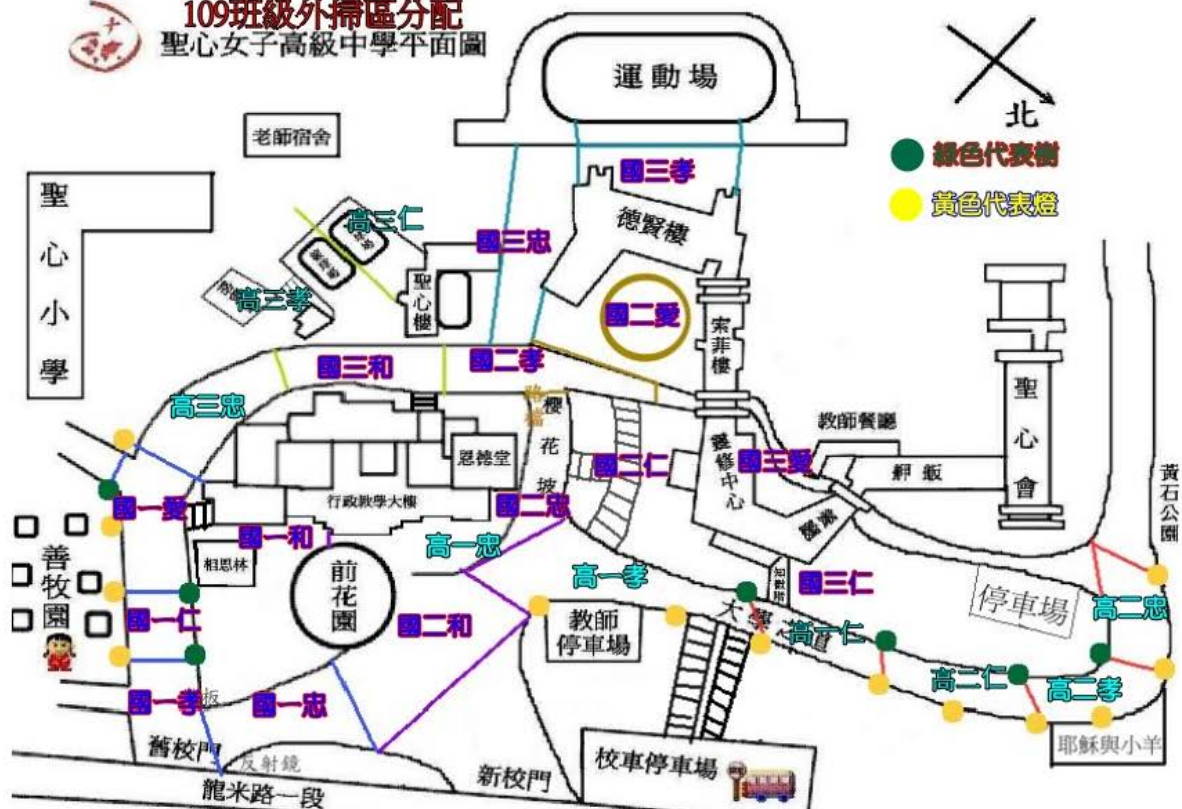 109班級外掃區分配
聖心女子高級中學平面圖
運動場
北
綠色代表樹
黃色代表燈
老師宿舍
聖心小學
國三孝
德賢樓
高三仁
國三忠
聖心樓
高三孝
國二愛
索菲樓
國三和
國二孝
路檔
櫻花坡
高三忠
恩德堂
國二仁
國三愛
教師餐廳
聖心會
黃石公園
國一愛
行政教學大樓
國二忠
國一和
相思林
高一忠
善牧園
前花園
高一孝
國三仁
停車場
高二忠
國一仁
國二和
教師停車場
高一仁
高二仁
高二孝
國一孝
板
國一忠
舊校門
反射鏡
新校門
校車停車場
耶穌與小羊
龍米路一段